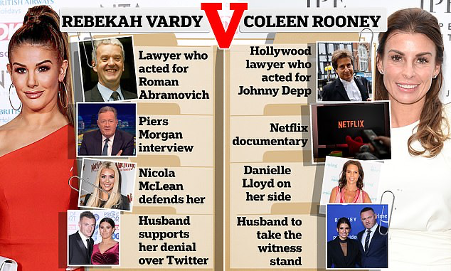 REBEKAH VARDY V COLEEN ROONEY
Lawyer who
acted for
Roman
Abramovich
Piers
Morgan
interview
Nicola
McLean
defends her
Husband
supports
her denial
over Twitter
Hollywood
lawyer who
acted for
Johnny Depp
Netflix
documentary
NETFLIX
Danielle
Lloyd on
her side
Husband to
take the
witness
stand